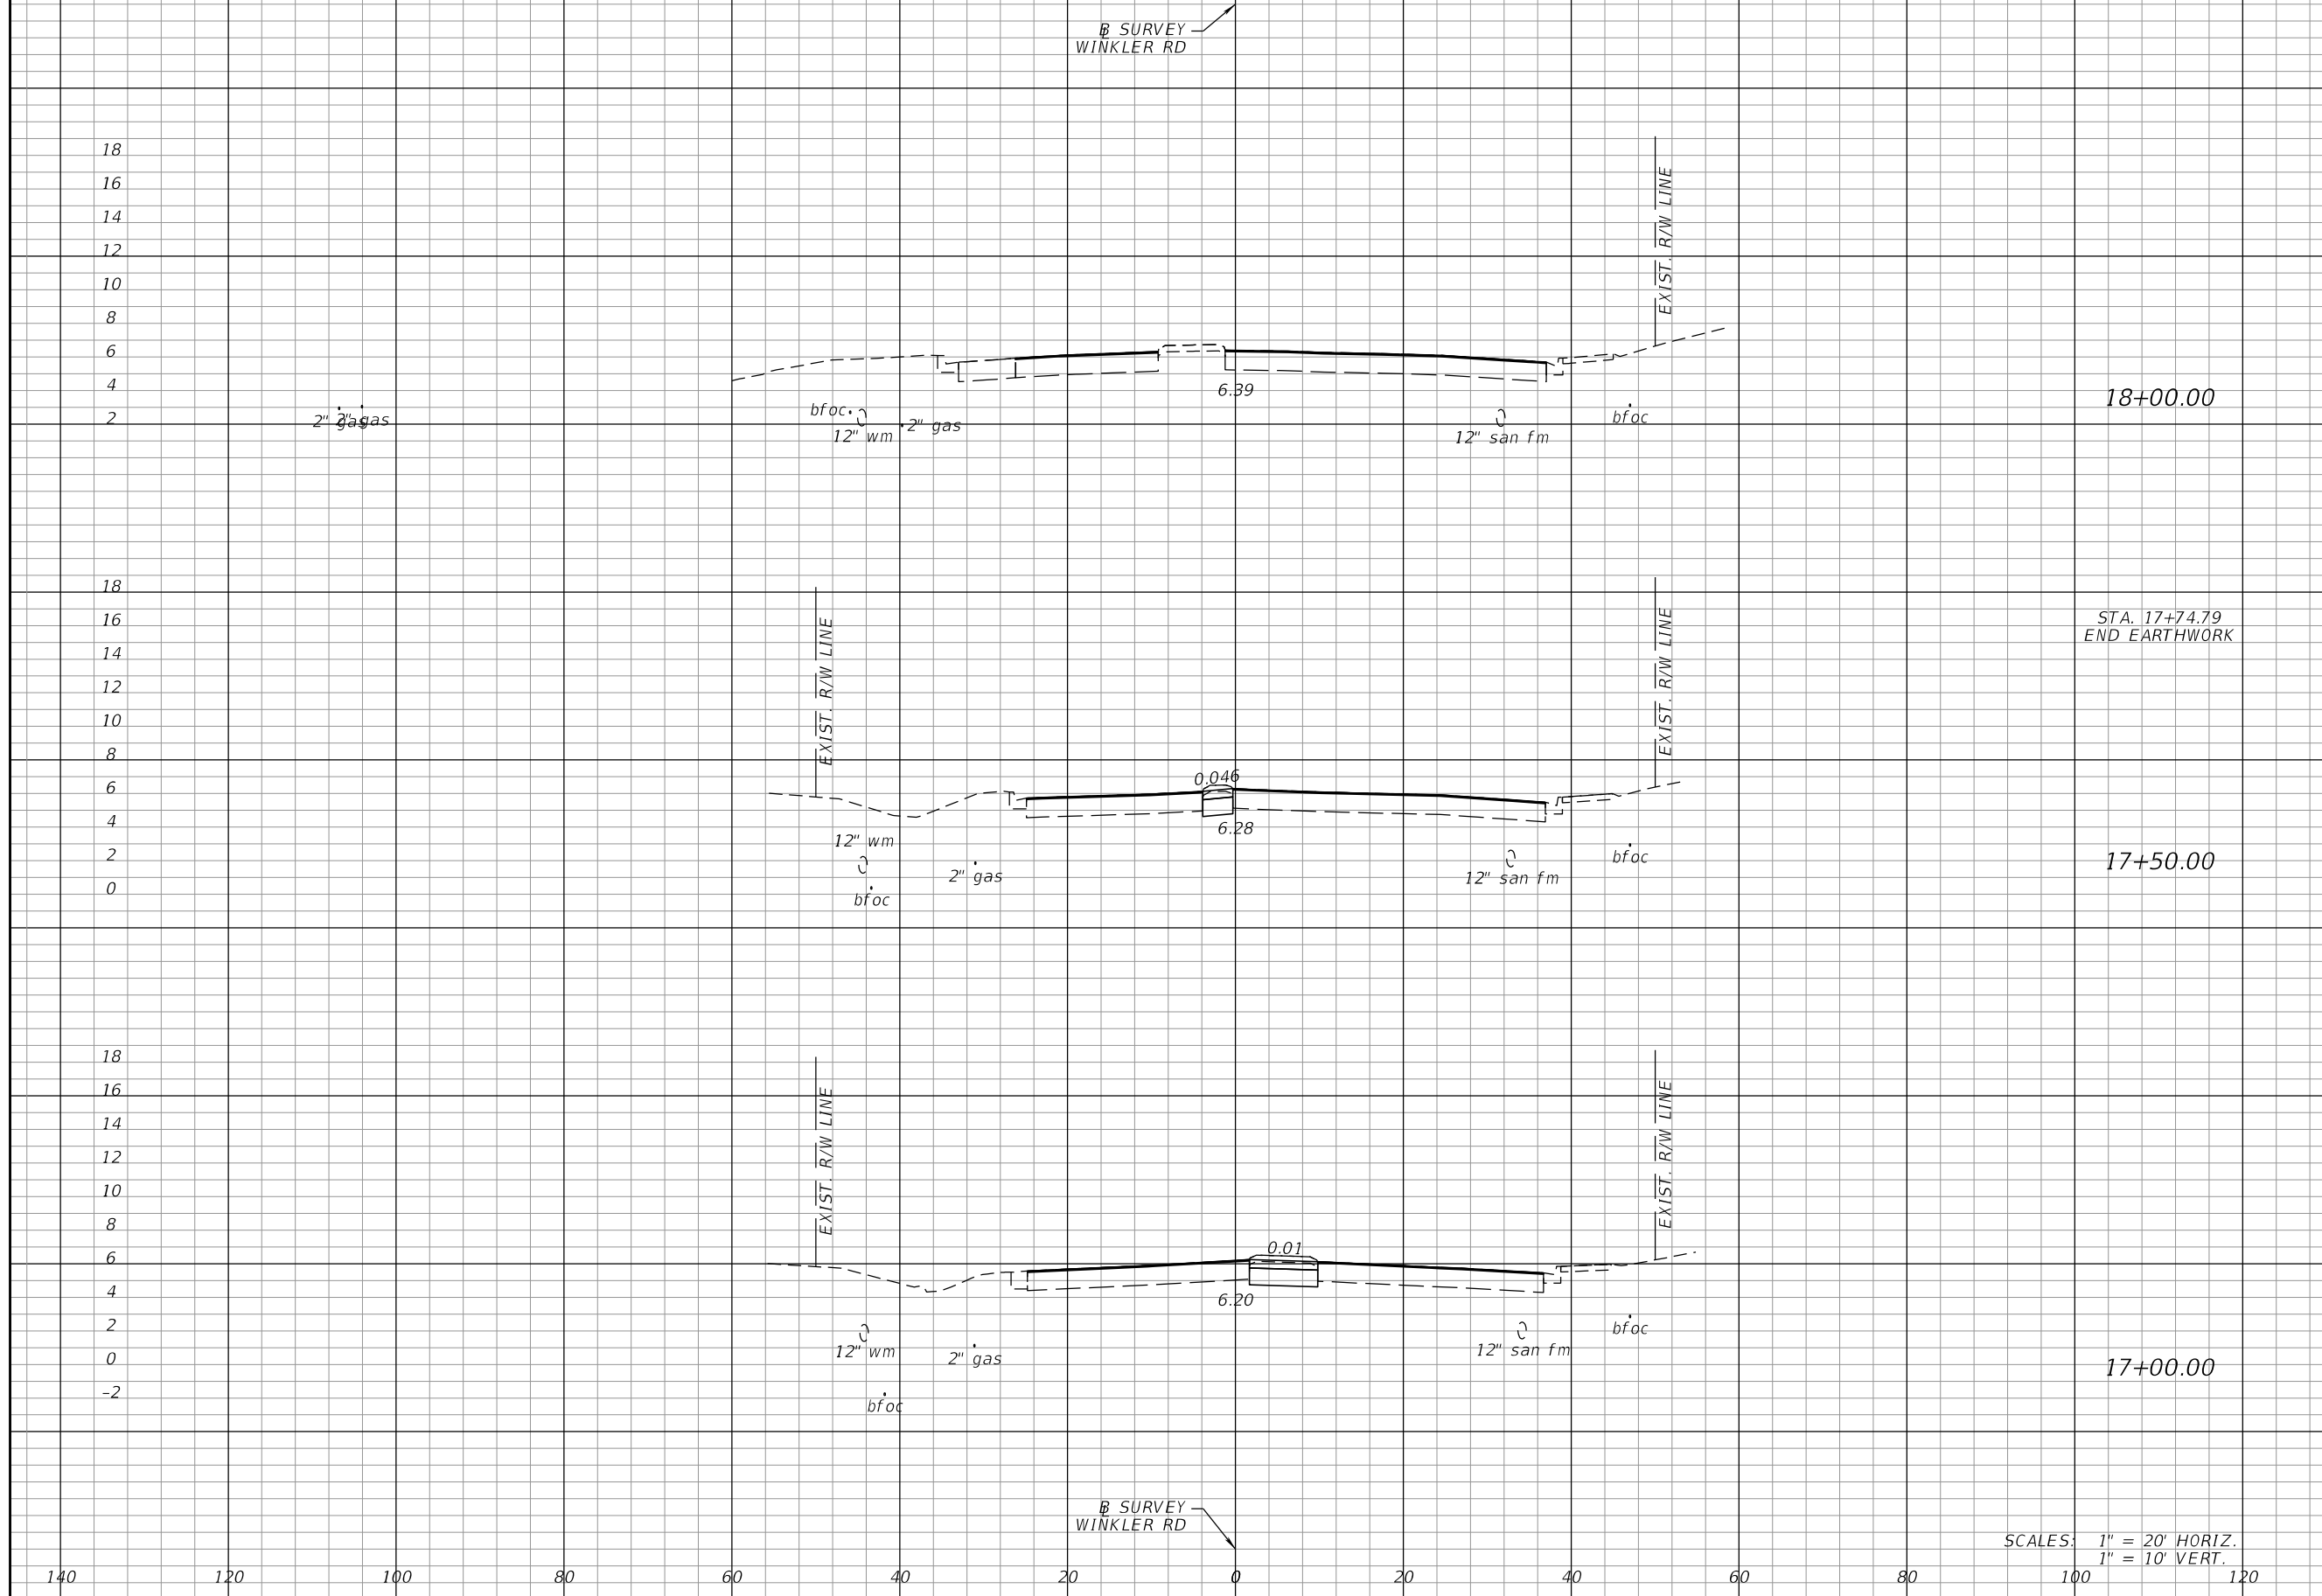 B SURVEY
WINKLER RD
18
16
14
12
10
8
6
4
2
EXIST. R/W LINE
6.39
2" gas
2" gas
bfoc
12" wm
2" gas
12" san fm
bfoc
18+00.00
18
16
14
12
10
8
6
4
2
0
EXIST. R/W LINE
EXIST. R/W LINE
STA. 17+74.79
END EARTHWORK
0.046
6.28
12" wm
bfoc
2" gas
12" san fm
bfoc
17+50.00
18
16
14
12
10
8
6
4
2
0
-2
EXIST. R/W LINE
EXIST. R/W LINE
0.01
6.20
12" wm
2" gas
bfoc
12" san fm
bfoc
17+00.00
B SURVEY
WINKLER RD
SCALES: 1" = 20' HORIZ.
1" = 10' VERT.
140 120 100 80 60 40 20 0 20 40 60 80 100 120